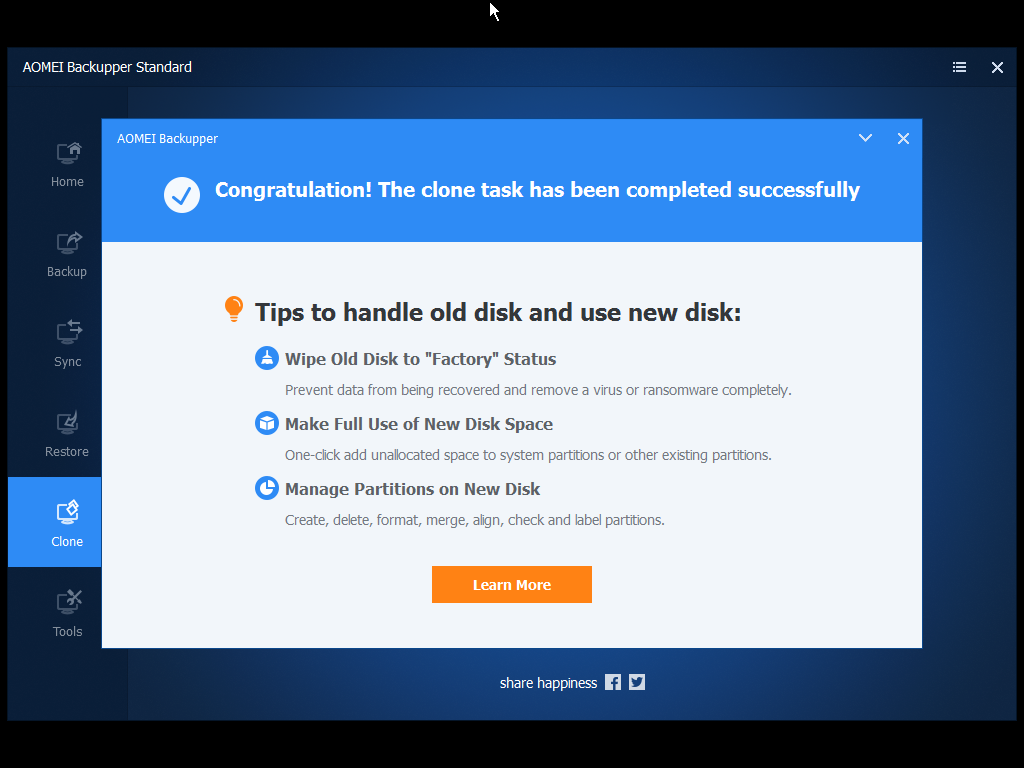 AOMEI Backupper Standard
AOMEI Backupper
Congratulation! The clone task has been completed successfully
Home
Backup
Sync
Restore
Clone
Tools
Tips to handle old disk and use new disk:
Wipe Old Disk to "Factory" Status
Prevent data from being recovered and remove a virus or ransomware completely.
Make Full Use of New Disk Space
One-click add unallocated space to system partitions or other existing partitions.
Manage Partitions on New Disk
Create, delete, format, merge, align, check and label partitions.
Learn More
share happiness